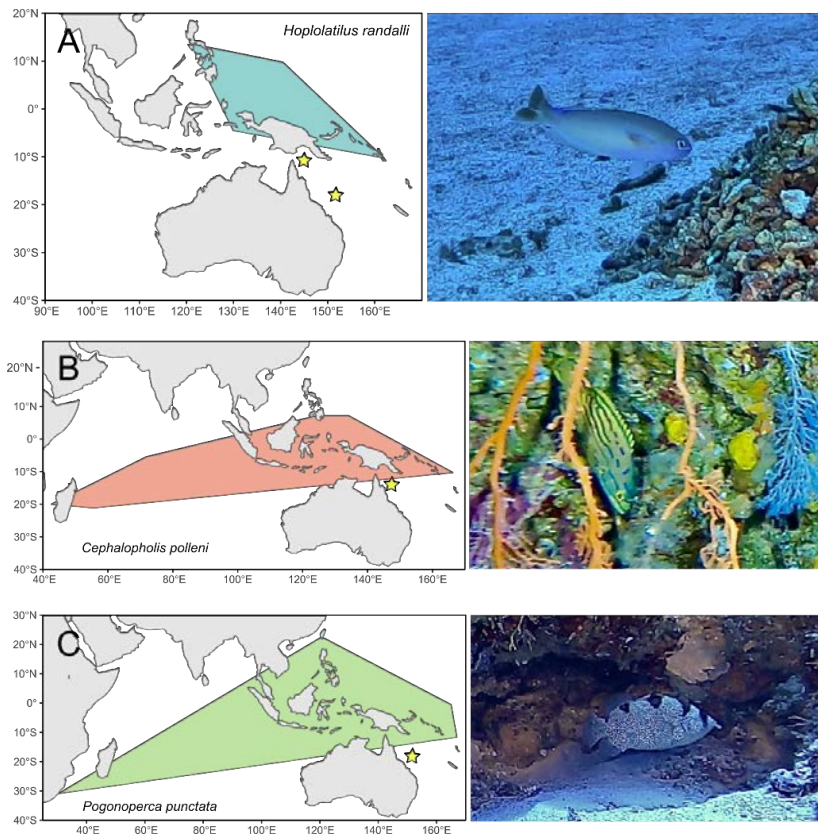 20°N
A
Hoplolatilus randalli
10°N
0°
10°S
20°S
30°S
40°S
90°E 100°E 110°E 120°E 130°E 140°E 150°E 160°E
B
20°N
10°N
0°
10°S
20°S
30°S
40°S
Cephalopholis polleni
40°E 60°E 80°E 100°E 120°E 140°E 160°E
30°N
C
20°N
10°N
0°
10°S
20°S
30°S
40°S
Pogonoperca punctata
40°E 60°E 80°E 100°E 120°E 140°E 160°E